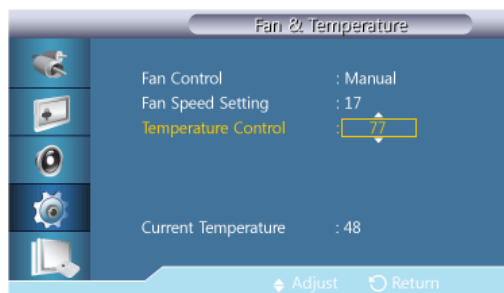 Fan & Temperature
Fan Control : Manual
Fan Speed Setting : 17
Temperature Control : 77
Current Temperature : 48
Adjust Return